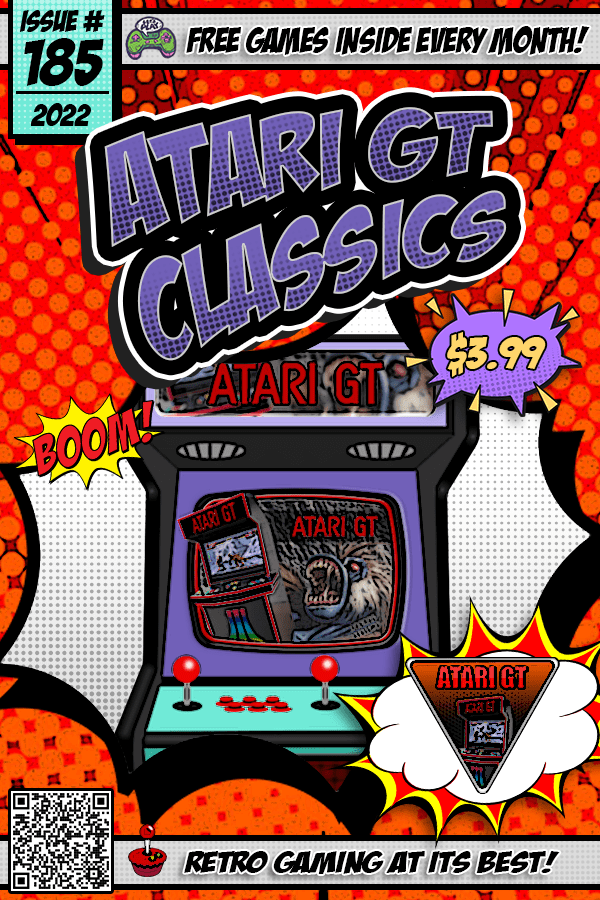 ISSUE #
185
2022
FREE GAMES INSIDE EVERY MONTH!
ATARI GT
CLASSICS
$3.99
ATARI GT
BOOM!
ATARI GT
ATARI GT
ATARI GT
RETRO GAMING AT ITS BEST!